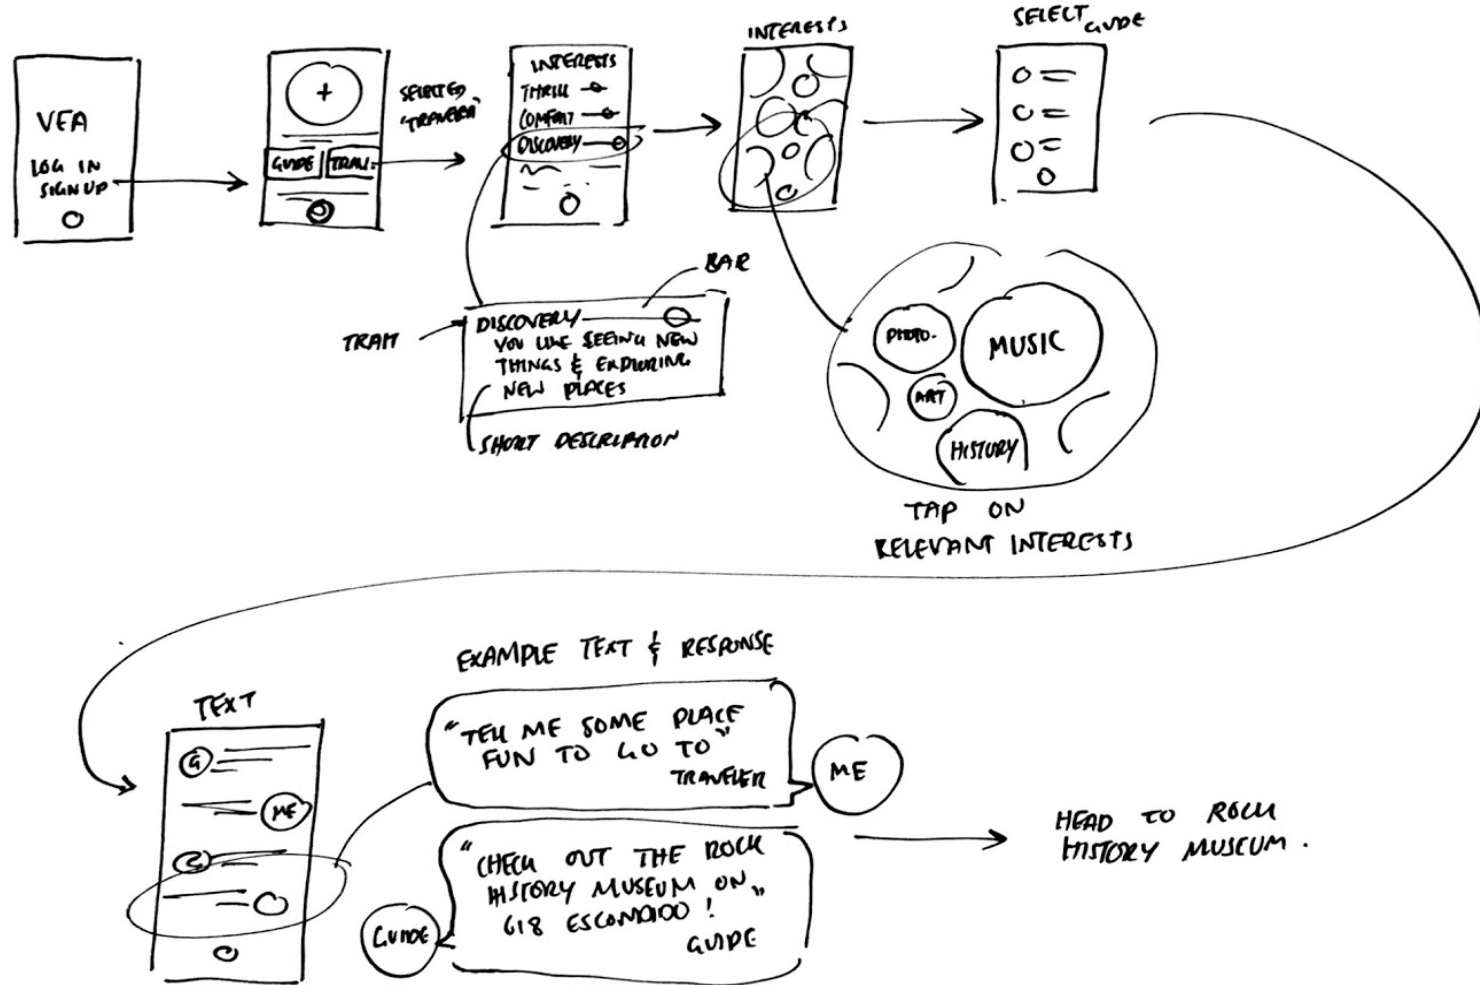 VEA
LOG IN
SIGN UP
+
GUIDE
TRAV.
SELECTED
"TRAVELER"
INTERESTS
THRILL
COMFORT
DISCOVERY
INTERESTS
SELECT
GUIDE
BAR
TRAIT
DISCOVERY
YOU LIKE SEEING NEW
THINGS & EXPLORING
NEW PLACES
SHORT DESCRIPTION
PHOTO.
MUSIC
ART
HISTORY
TAP ON
RELEVANT INTERESTS
TEXT
G
ME
G
EXAMPLE TEXT & RESPONSE
"TELL ME SOME PLACE
FUN TO GO TO"
TRAVELER
ME
"CHECK OUT THE ROCK
HISTORY MUSEUM ON
618 ESCONDIDO!"
GUIDE
GUIDE
HEAD TO ROCK
HISTORY MUSEUM.